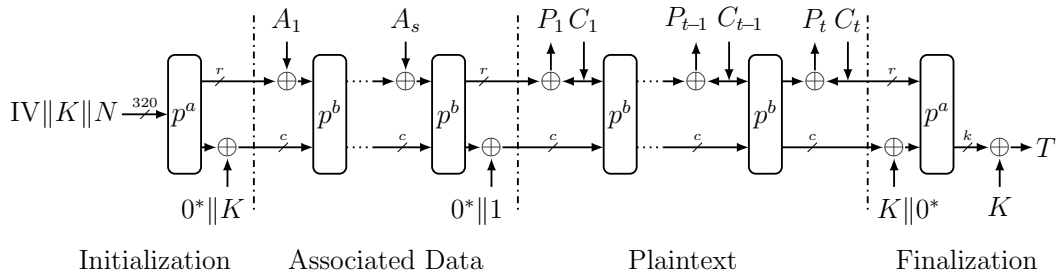 A₁ Aₛ P₁ C₁ Pₜ₋₁ Cₜ₋₁ Pₜ Cₜ
r r r
IV‖K‖N 320 pᵃ pᵇ ······ pᵇ pᵇ ······ pᵇ pᵃ
c c c c c c k T
0*‖K 0*‖1 K‖0* K
Initialization Associated Data Plaintext Finalization